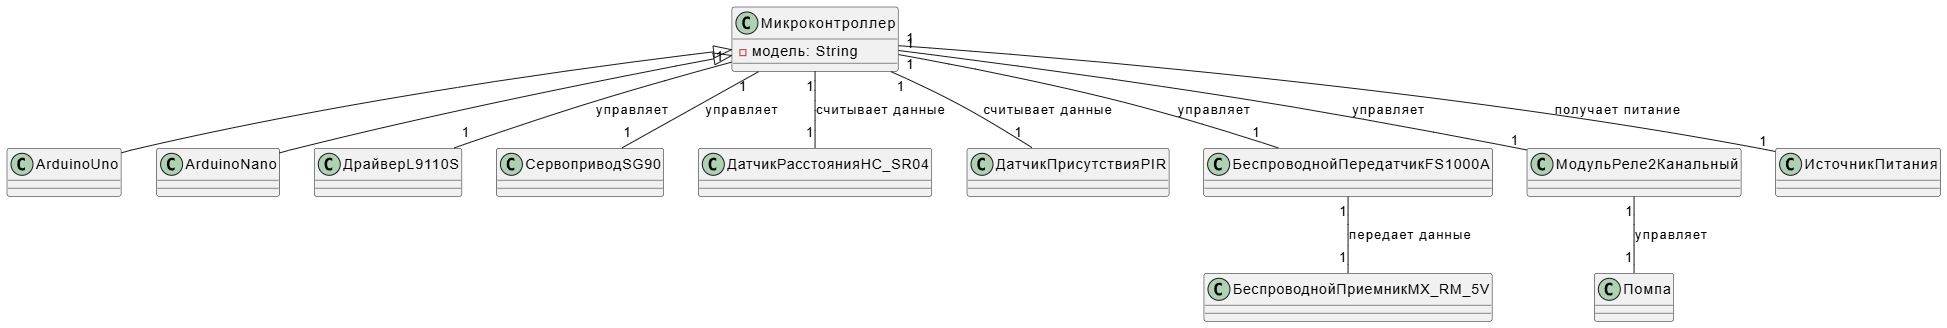 C Микроконтроллер
модель: String
1
1
1
1
1
1
1
1
управляет
управляет
считывает данные
считывает данные
управляет
управляет
получает питание
1
1
1
1
1
1
1
C ArduinoUno
C ArduinoNano
C ДрайверL9110S
C СервоприводSG90
C ДатчикРасстоянияHC_SR04
C ДатчикПрисутствияPIR
C БеспроводнойПередатчикFS1000A
C МодульРеле2Канальный
C ИсточникПитания
1
1
передает данные
управляет
1
1
C БеспроводнойПриемникMX_RM_5V
C Помпа